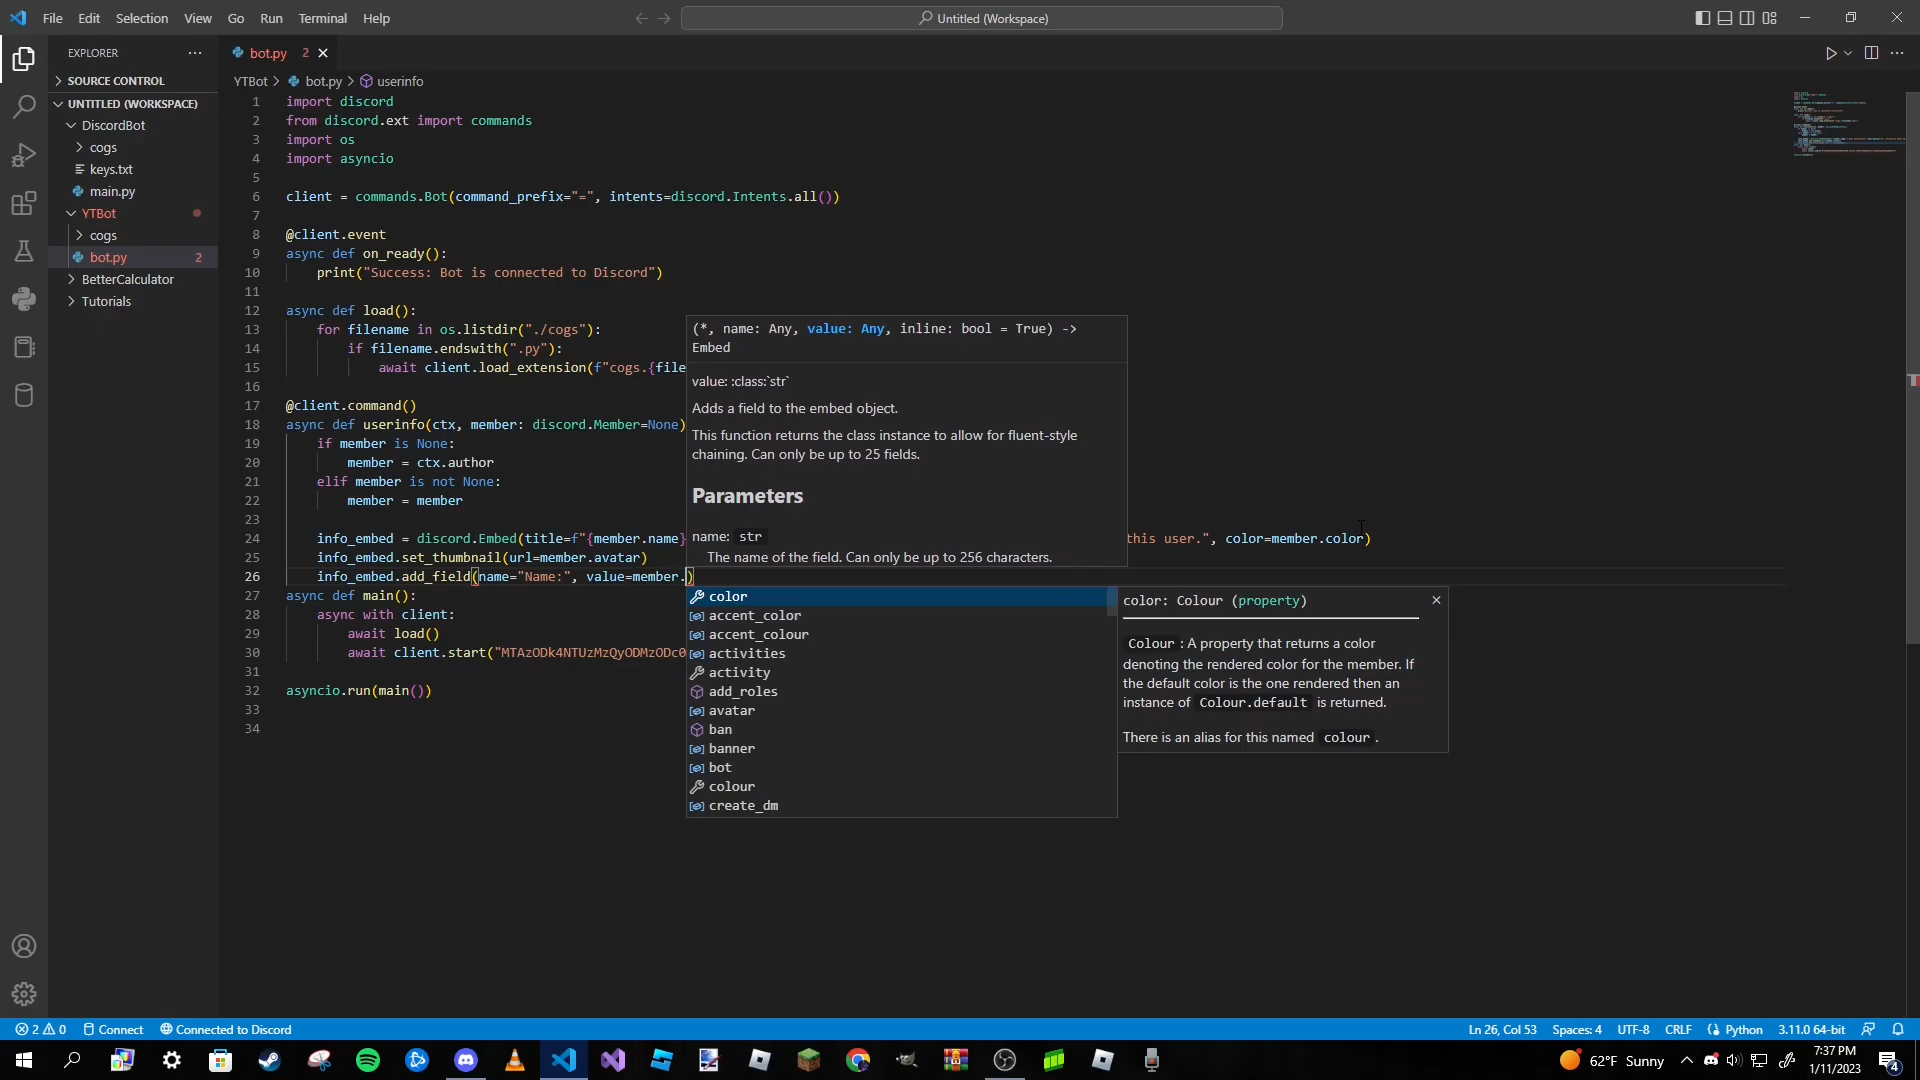 File Edit Selection View Go Run Terminal Help
Untitled (Workspace)
EXPLORER
SOURCE CONTROL
UNTITLED (WORKSPACE)
DiscordBot
cogs
keys.txt
main.py
YTBot
cogs
bot.py 2
BetterCalculator
Tutorials
bot.py 2
YTBot > bot.py > userinfo
1 import discord
2 from discord.ext import commands
3 import os
4 import asyncio
5
6 client = commands.Bot(command_prefix="=", intents=discord.Intents.all())
7
8 @client.event
9 async def on_ready():
10 print("Success: Bot is connected to Discord")
11
12 async def load():
13 for filename in os.listdir("./cogs"):
14 if filename.endswith(".py"):
15 await client.load_extension(f"cogs.{file
16
17 @client.command()
18 async def userinfo(ctx, member: discord.Member=None)
19 if member is None:
20 member = ctx.author
21 elif member is not None:
22 member = member
23
24 info_embed = discord.Embed(title=f"{member.name} this user.", color=member.color)
25 info_embed.set_thumbnail(url=member.avatar)
26 info_embed.add_field(name="Name:", value=member.)
27 async def main():
28 async with client:
29 await load()
30 await client.start("MTAzODk4NTUzMzQyODMzODc0
31
32 asyncio.run(main())
33
34
(*, name: Any, value: Any, inline: bool = True) ->
Embed
value: :class:`str`
Adds a field to the embed object.
This function returns the class instance to allow for fluent-style
chaining. Can only be up to 25 fields.
Parameters
name: str
The name of the field. Can only be up to 256 characters.
color
accent_color
accent_colour
activities
activity
add_roles
avatar
ban
banner
bot
colour
create_dm
color: Colour (property)
Colour : A property that returns a color
denoting the rendered color for the member. If
the default color is the one rendered then an
instance of Colour.default is returned.
There is an alias for this named colour .
2 0 Connect Connected to Discord
Ln 26, Col 53 Spaces: 4 UTF-8 CRLF Python 3.11.0 64-bit
62°F Sunny
7:37 PM
1/11/2023
4